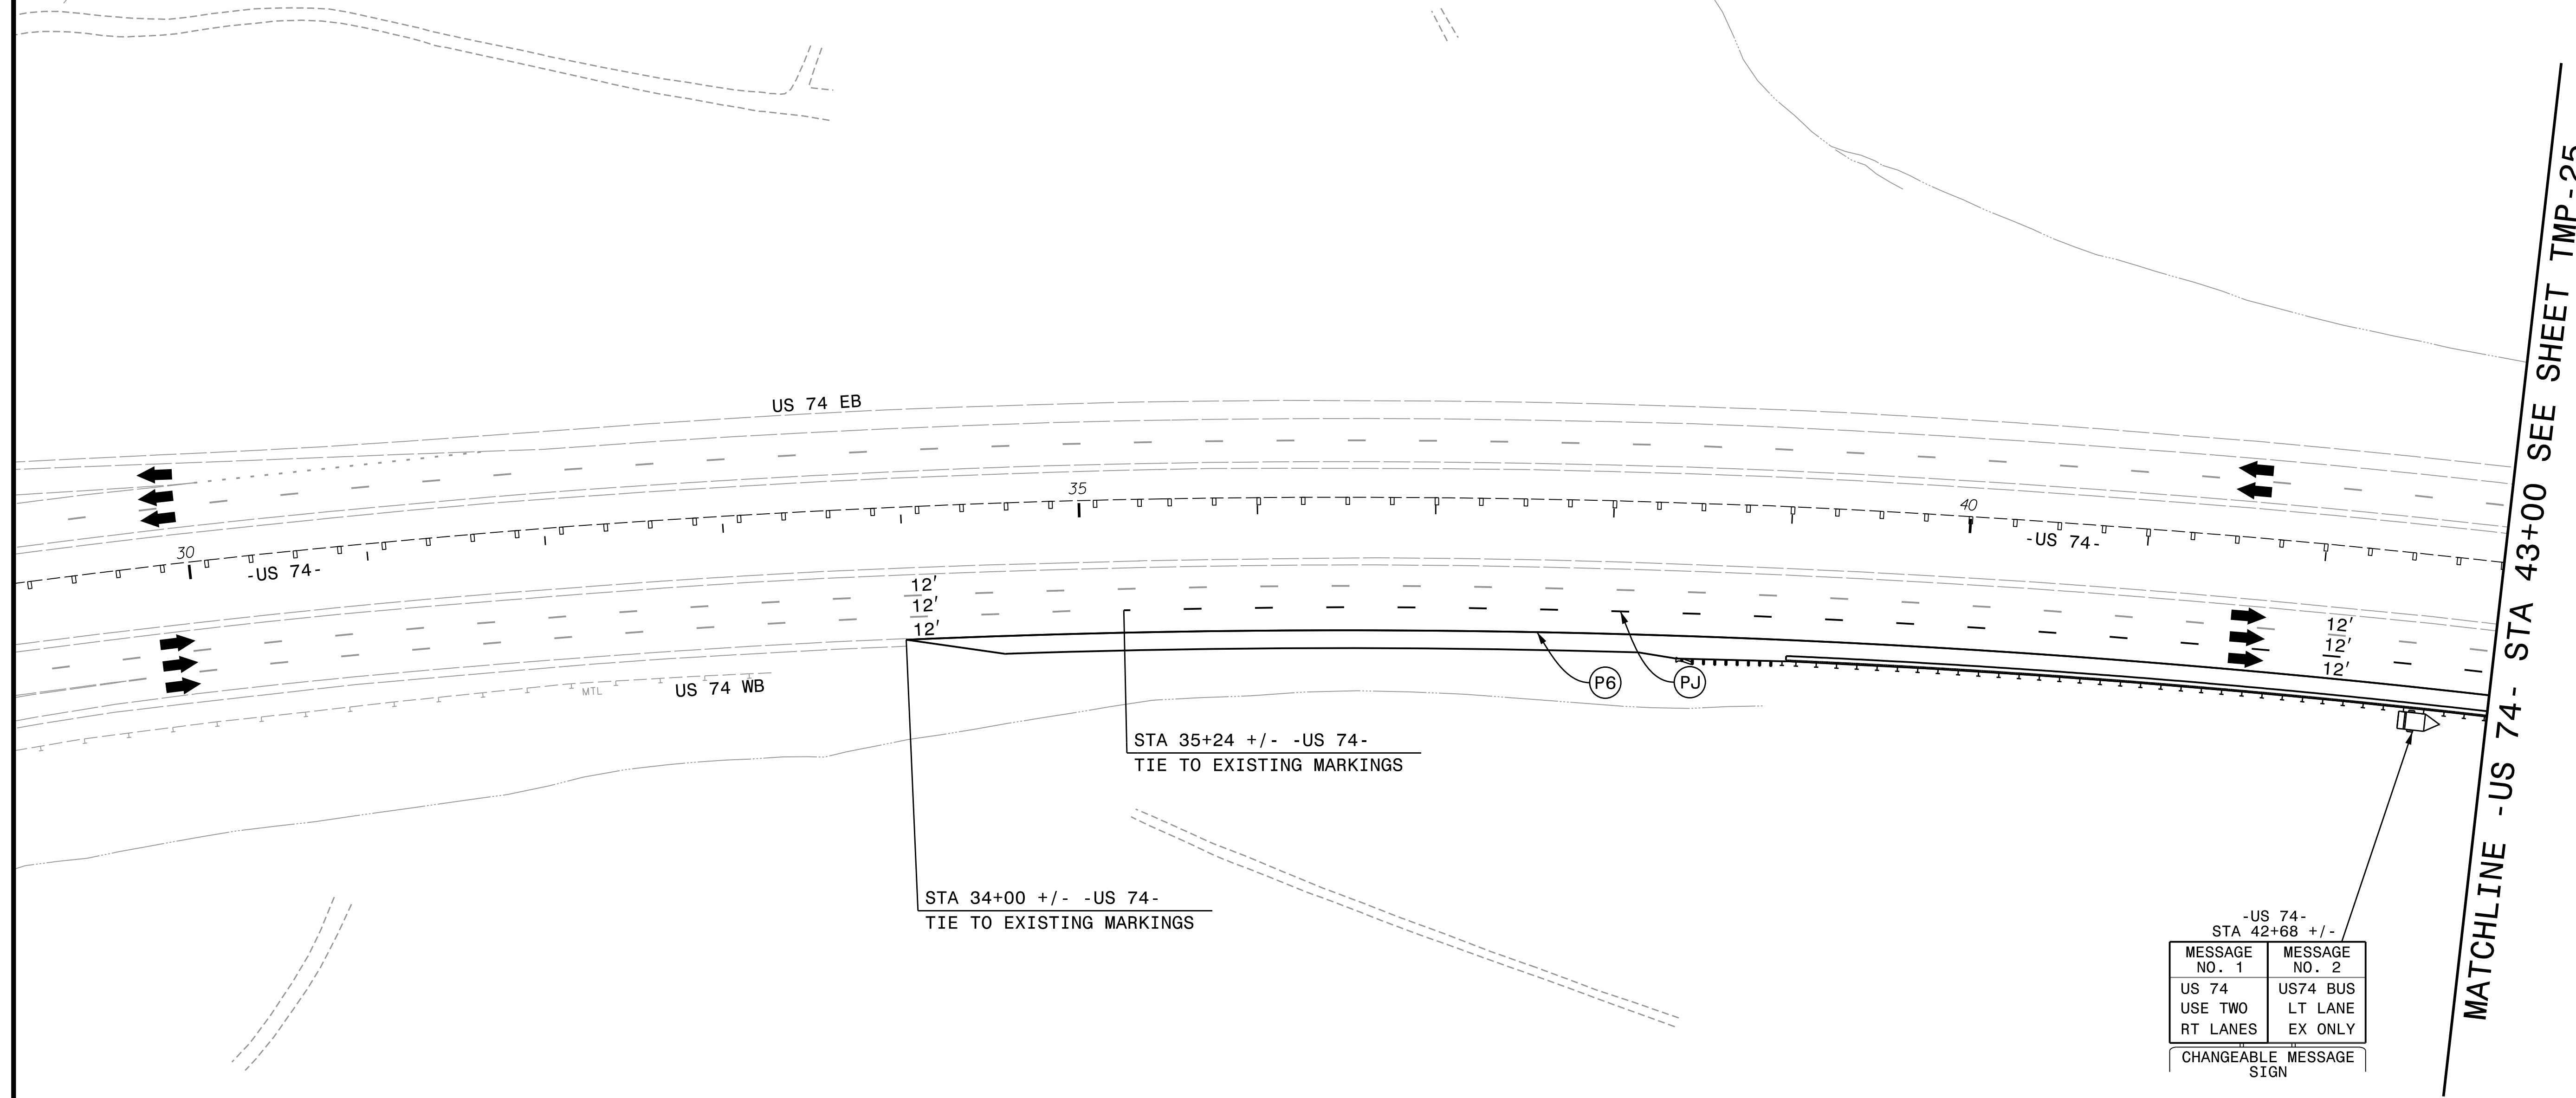 US 74 EB
35
40
30
-US 74-
-US 74-
12'
12'
12'
12'
12'
12'
MTL
US 74 WB
P6
PJ
STA 35+24 +/- -US 74-
TIE TO EXISTING MARKINGS
STA 34+00 +/- -US 74-
TIE TO EXISTING MARKINGS
-US 74-
STA 42+68 +/-
MESSAGE NO. 1
US 74
USE TWO
RT LANES
MESSAGE NO. 2
US74 BUS
LT LANE
EX ONLY
CHANGEABLE MESSAGE
SIGN
MATCHLINE -US 74- STA 43+00 SEE SHEET TMP-25